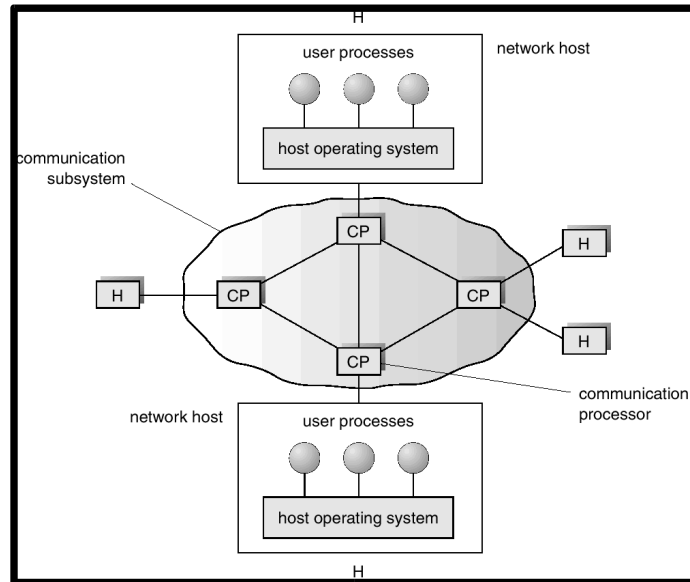 H
user processes
network host
host operating system
communication
subsystem
CP
H
H
CP
CP
H
CP
communication
processor
network host
user processes
host operating system
H